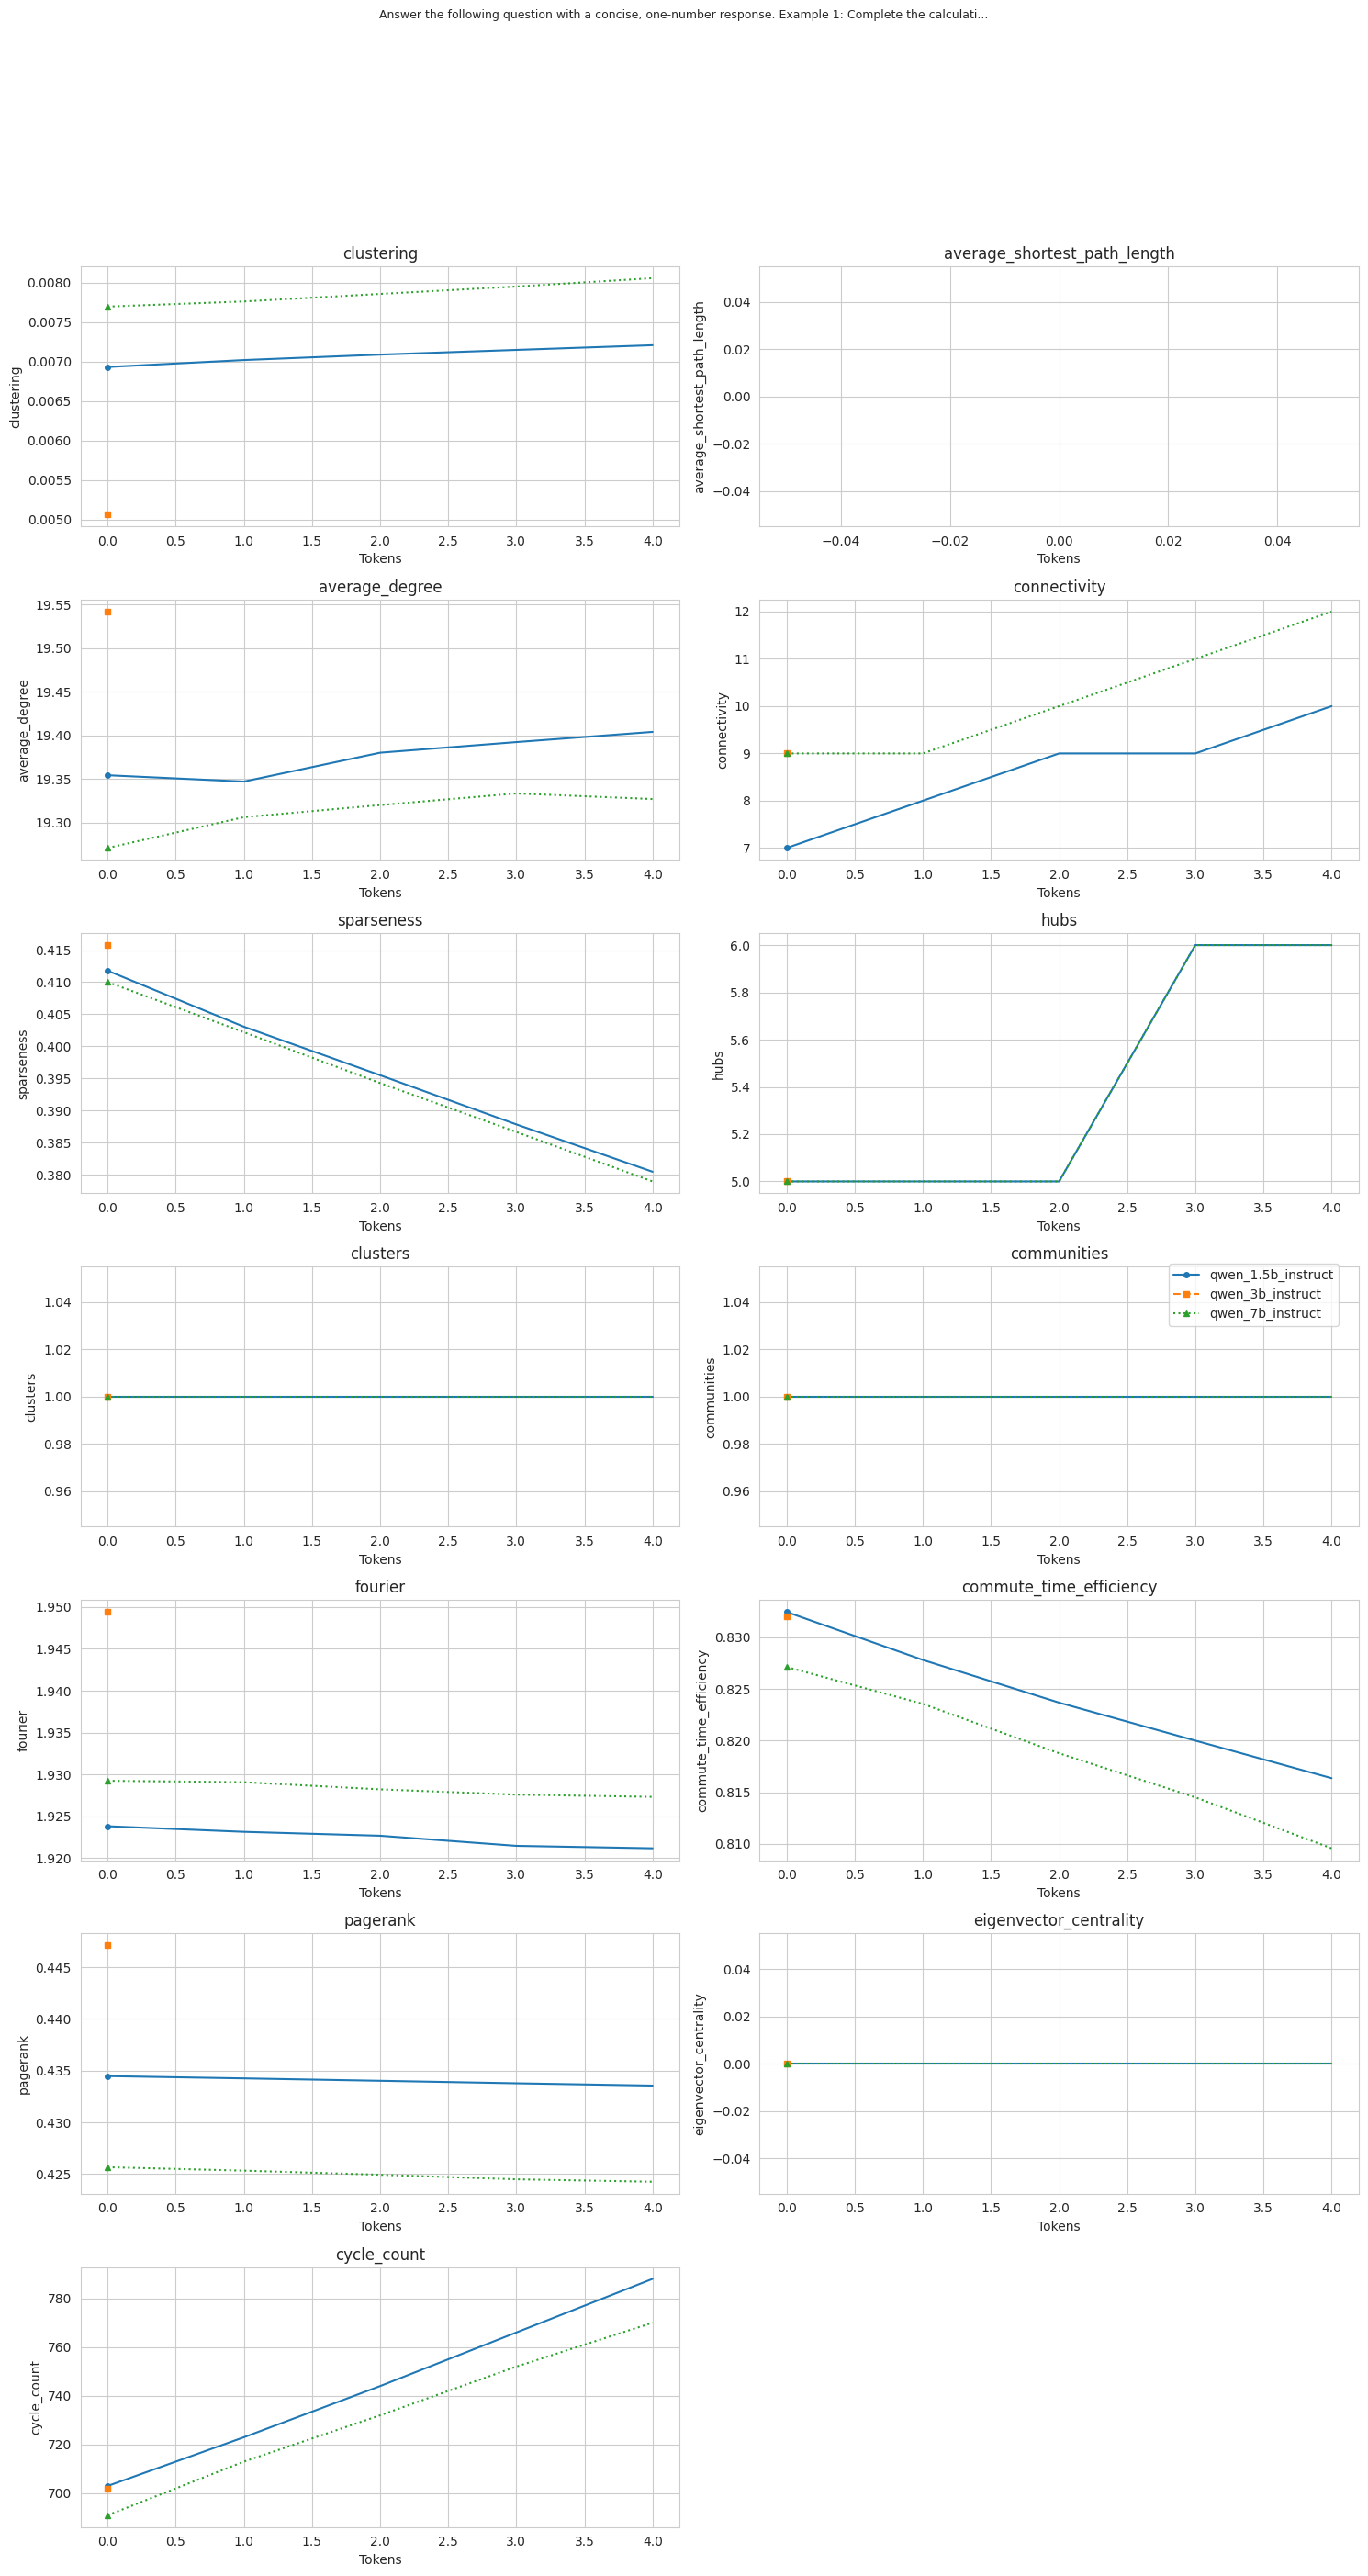 Answer the following question with a concise, one-number response. Example 1: Complete the calculati...
clustering
clustering
0.0080
0.0075
0.0070
0.0065
0.0060
0.0055
0.0050
0.0 0.5 1.0 1.5 2.0 2.5 3.0 3.5 4.0
Tokens
average_shortest_path_length
average_shortest_path_length
0.04
0.02
0.00
−0.02
−0.04
−0.04 −0.02 0.00 0.02 0.04
Tokens
average_degree
average_degree
19.55
19.50
19.45
19.40
19.35
19.30
0.0 0.5 1.0 1.5 2.0 2.5 3.0 3.5 4.0
Tokens
connectivity
connectivity
12
11
10
9
8
7
0.0 0.5 1.0 1.5 2.0 2.5 3.0 3.5 4.0
Tokens
sparseness
sparseness
0.415
0.410
0.405
0.400
0.395
0.390
0.385
0.380
0.0 0.5 1.0 1.5 2.0 2.5 3.0 3.5 4.0
Tokens
hubs
hubs
6.0
5.8
5.6
5.4
5.2
5.0
0.0 0.5 1.0 1.5 2.0 2.5 3.0 3.5 4.0
Tokens
clusters
clusters
1.04
1.02
1.00
0.98
0.96
0.0 0.5 1.0 1.5 2.0 2.5 3.0 3.5 4.0
Tokens
communities
communities
1.04
1.02
1.00
0.98
0.96
0.0 0.5 1.0 1.5 2.0 2.5 3.0 3.5 4.0
Tokens
qwen_1.5b_instruct
qwen_3b_instruct
qwen_7b_instruct
fourier
fourier
1.950
1.945
1.940
1.935
1.930
1.925
1.920
0.0 0.5 1.0 1.5 2.0 2.5 3.0 3.5 4.0
Tokens
commute_time_efficiency
commute_time_efficiency
0.830
0.825
0.820
0.815
0.810
0.0 0.5 1.0 1.5 2.0 2.5 3.0 3.5 4.0
Tokens
pagerank
pagerank
0.445
0.440
0.435
0.430
0.425
0.0 0.5 1.0 1.5 2.0 2.5 3.0 3.5 4.0
Tokens
eigenvector_centrality
eigenvector_centrality
0.04
0.02
0.00
−0.02
−0.04
0.0 0.5 1.0 1.5 2.0 2.5 3.0 3.5 4.0
Tokens
cycle_count
cycle_count
780
760
740
720
700
0.0 0.5 1.0 1.5 2.0 2.5 3.0 3.5 4.0
Tokens